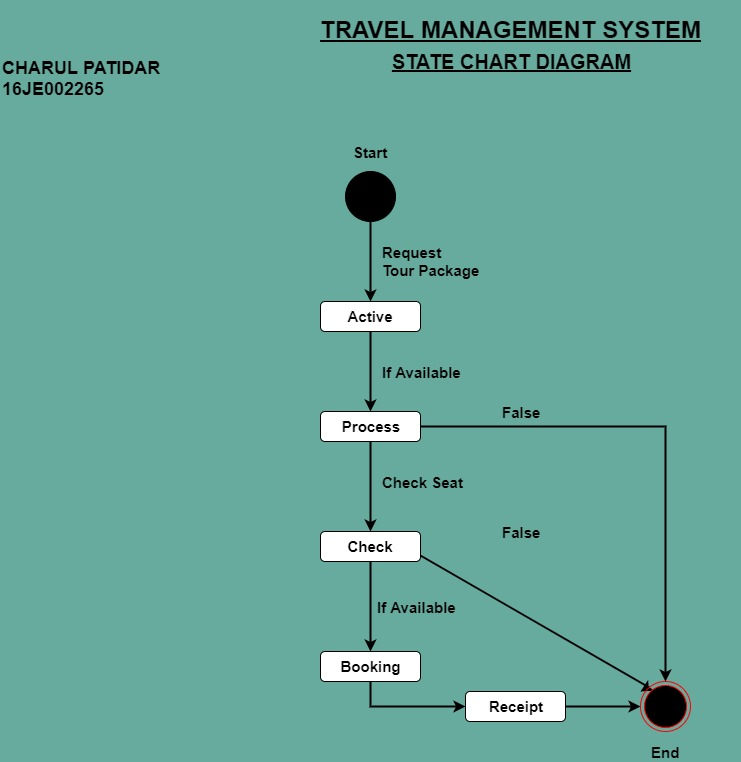 TRAVEL MANAGEMENT SYSTEM
STATE CHART DIAGRAM
CHARUL PATIDAR
16JE002265
Start
Request
Tour Package
Active
If Available
Process
False
Check Seat
Check
False
If Available
Booking
Receipt
End